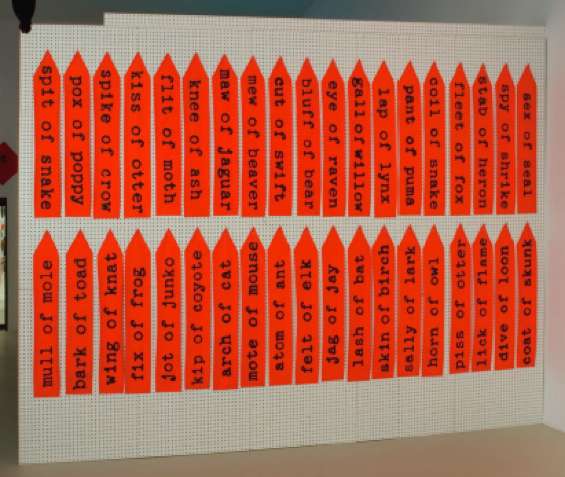 spit of snake
pox of poppy
spike of crow
kiss of otter
flit of moth
knee of ash
maw of jaguar
mew of beaver
cut of swift
bluff of bear
eye of raven
gall of willow
lap of lynx
pant of puma
coil of snake
fleet of fox
stab of heron
spy of shrike
sex of seal
mull of mole
bark of toad
wing of knat
fix of frog
jot of junko
kip of coyote
arch of cat
mote of mouse
atom of ant
felt of elk
jag of jay
lash of bat
skin of birch
sally of lark
horn of owl
piss of otter
lick of flame
dive of loon
coat of skunk